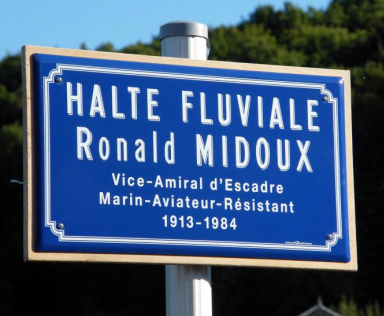 HALTE FLUVIALE
Ronald MIDOUX
Vice-Amiral d'Escadre
Marin-Aviateur-Résistant
1913-1984